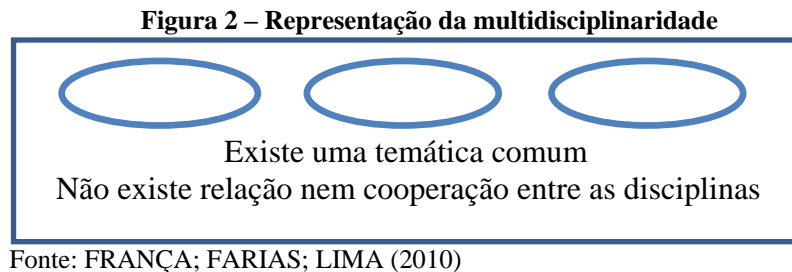 Figura 2 – Representação da multidisciplinaridade
Existe uma temática comum
Não existe relação nem cooperação entre as disciplinas
Fonte: FRANÇA; FARIAS; LIMA (2010)